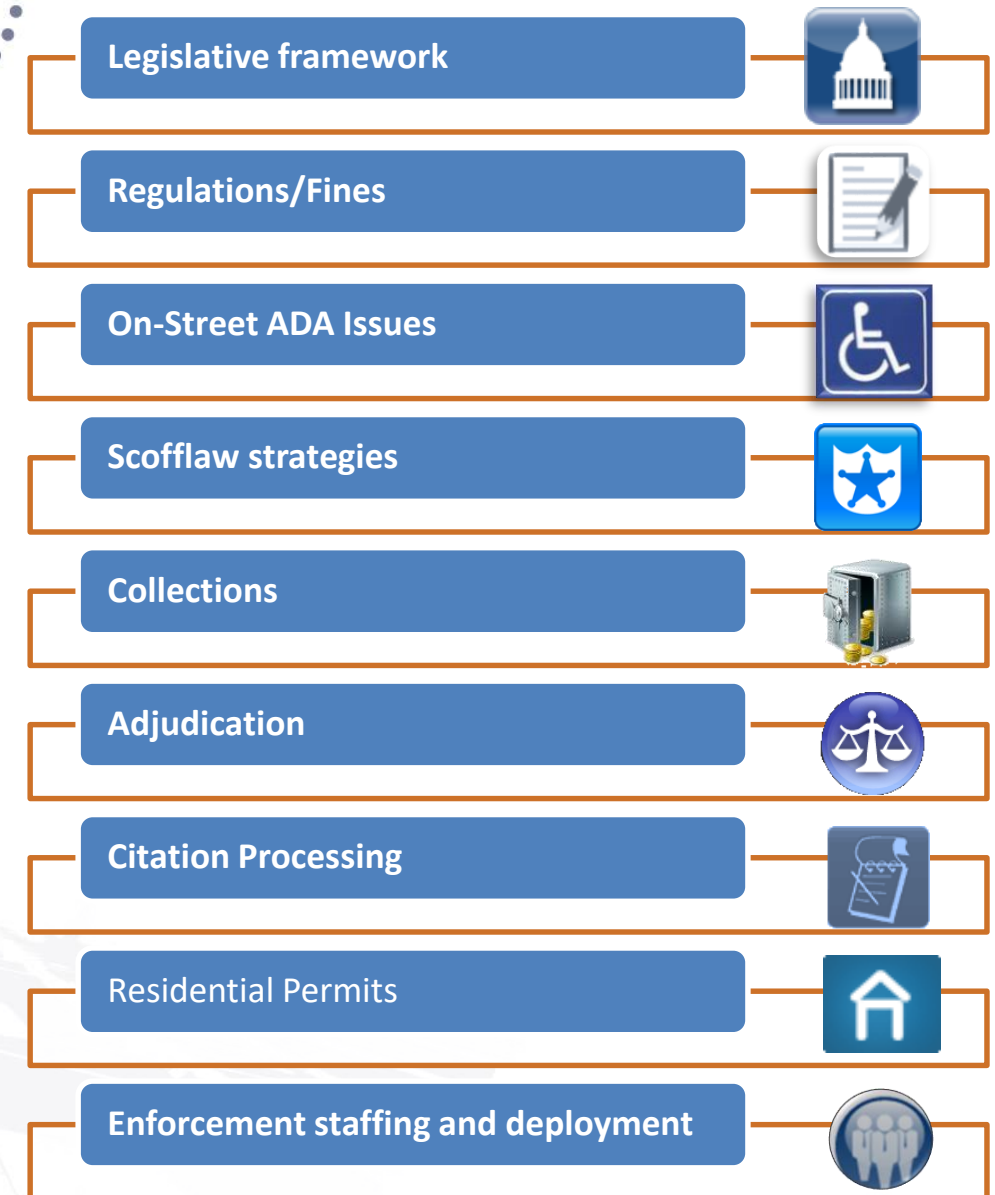 Legislative framework
Regulations/Fines
On-Street ADA Issues
Scofflaw strategies
Collections
Adjudication
Citation Processing
Residential Permits
Enforcement staffing and deployment